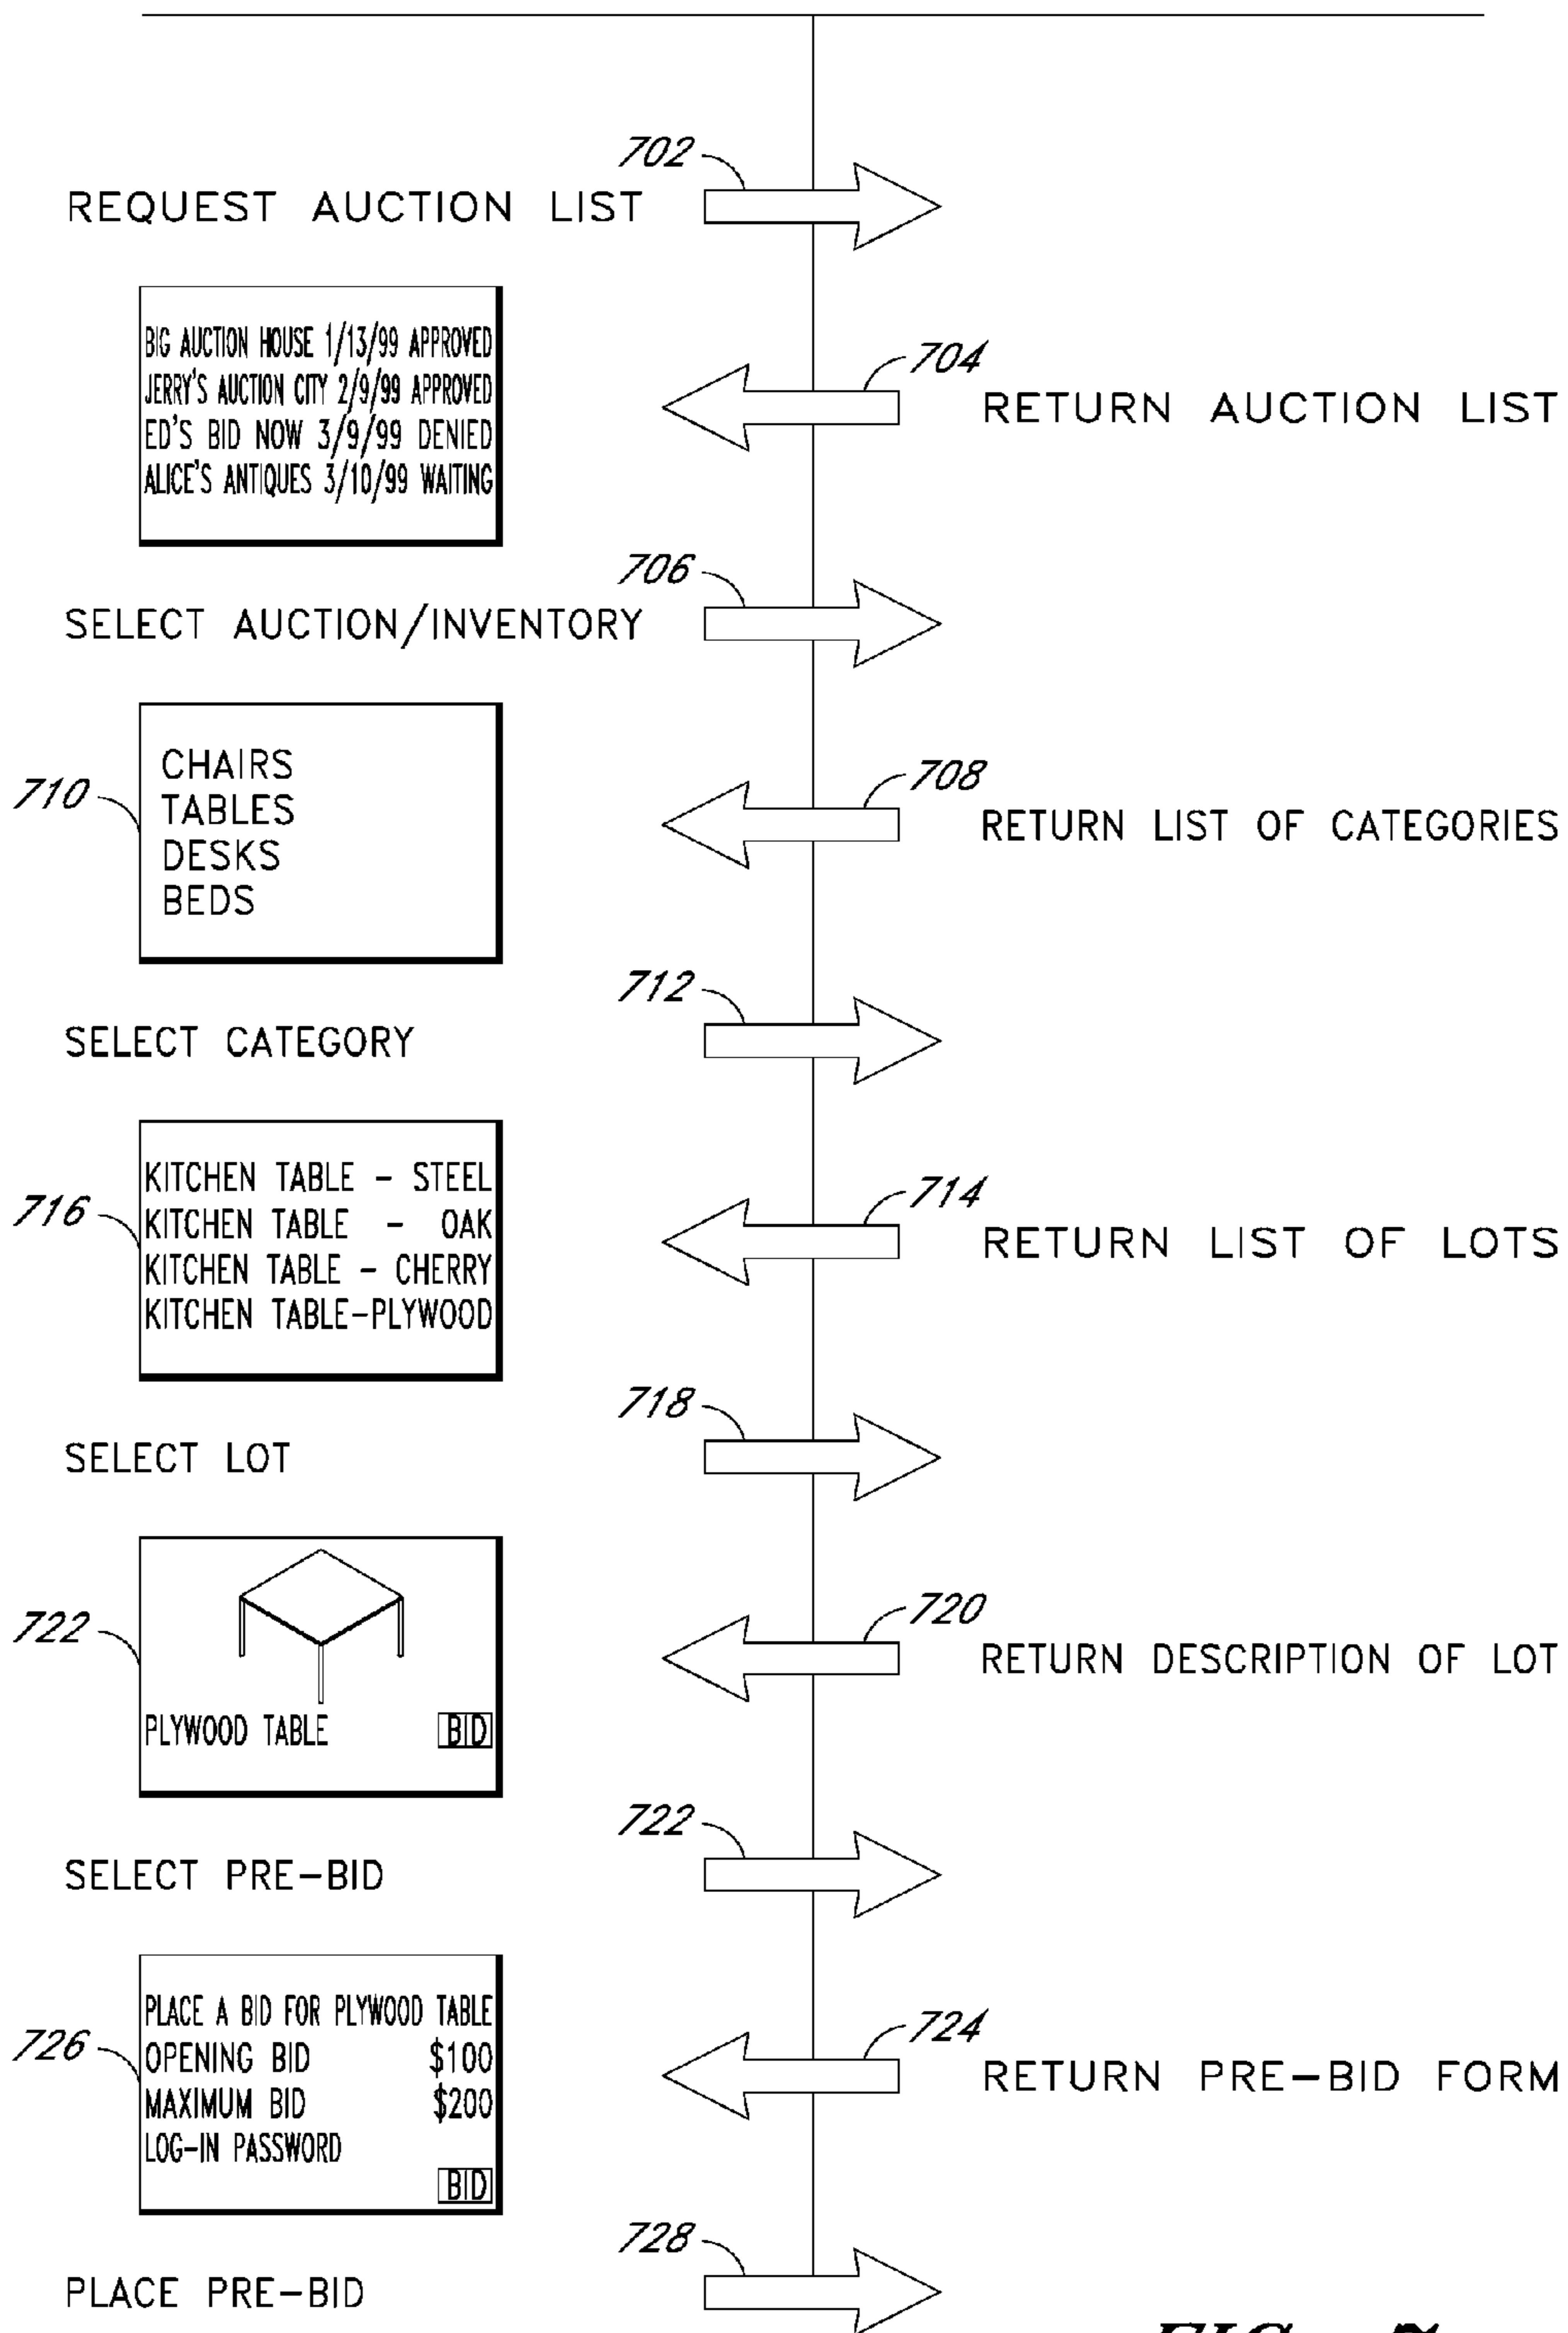 702
REQUEST AUCTION LIST
BIG AUCTION HOUSE 1/13/99 APPROVED
JERRY'S AUCTION CITY 2/9/99 APPROVED
ED'S BID NOW 3/9/99 DENIED
ALICE'S ANTIQUES 3/10/99 WAITING
704
RETURN AUCTION LIST
706
SELECT AUCTION/INVENTORY
710
CHAIRS
TABLES
DESKS
BEDS
708
RETURN LIST OF CATEGORIES
712
SELECT CATEGORY
716
KITCHEN TABLE - STEEL
KITCHEN TABLE - OAK
KITCHEN TABLE - CHERRY
KITCHEN TABLE-PLYWOOD
714
RETURN LIST OF LOTS
718
SELECT LOT
722
PLYWOOD TABLE BID
720
RETURN DESCRIPTION OF LOT
722
SELECT PRE-BID
726
PLACE A BID FOR PLYWOOD TABLE
OPENING BID $100
MAXIMUM BID $200
LOG-IN PASSWORD
BID
724
RETURN PRE-BID FORM
728
PLACE PRE-BID